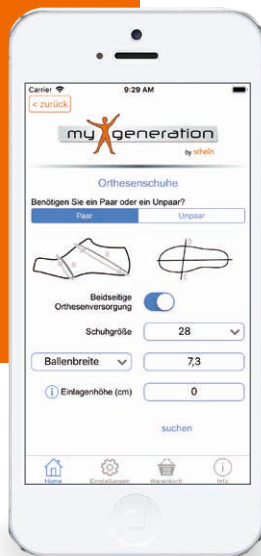 Carrier 9:29 AM
< zurück
my generation
by schein
Orthesenschuhe
Benötigen Sie ein Paar oder ein Unpaar?
Paar Unpaar
Beidseitige
Orthesenversorgung
Schuhgröße 28
Ballenbreite 7,3
i Einlagenhöhe (cm) 0
suchen
Home Einstellungen Warenkorb Info